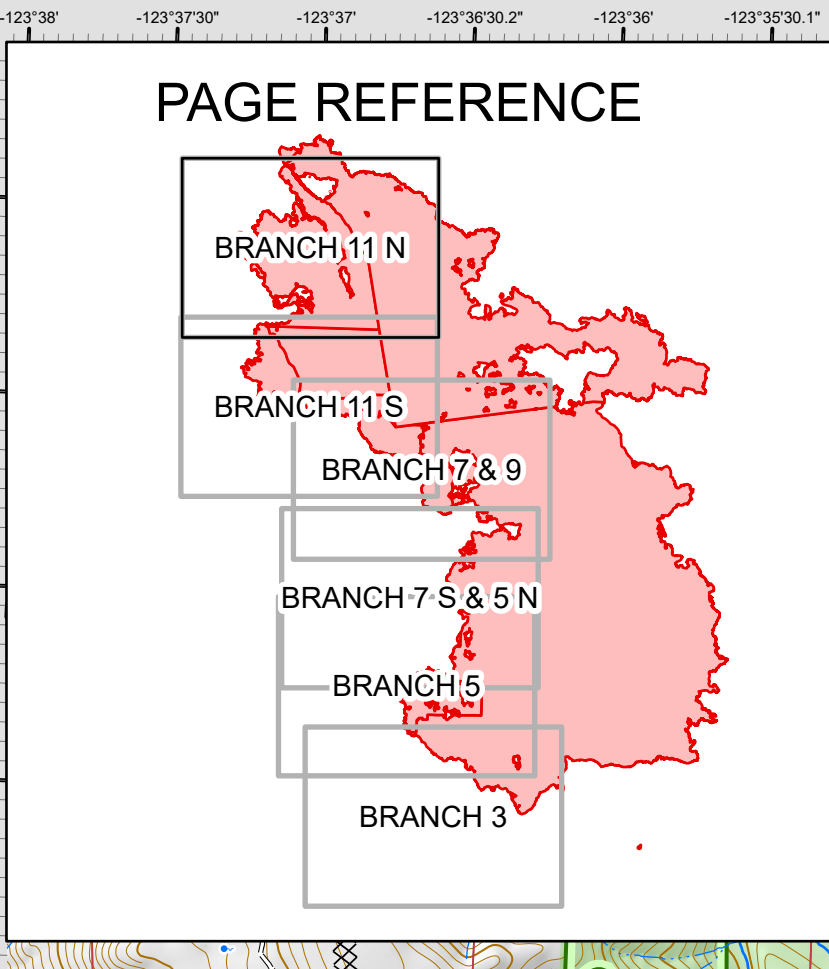 -123°38' -123°37'30" -123°37' -123°36'30.2" -123°36' -123°35'30.1"
PAGE REFERENCE
BRANCH 11 N
BRANCH 11 S
BRANCH 7 & 9
BRANCH 7 S & 5 N
BRANCH 5
BRANCH 3